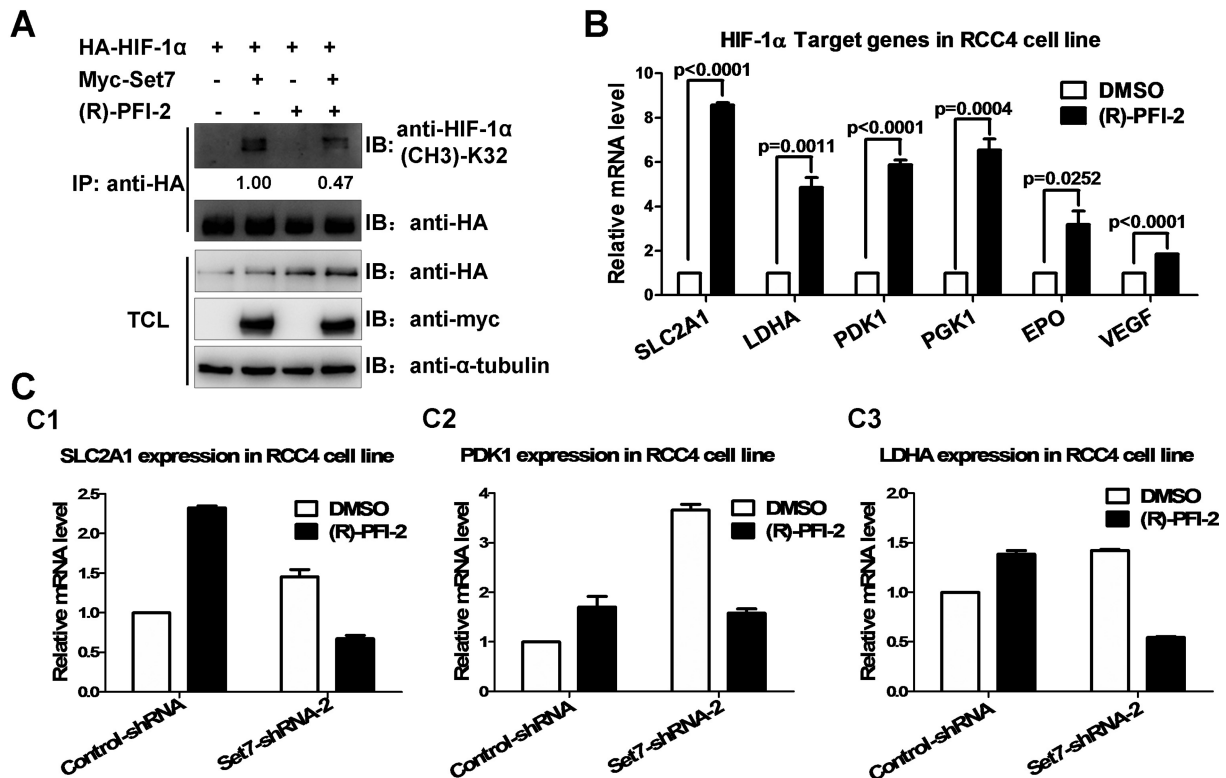 A
HA-HIF-1α + + + +
Myc-Set7 - + - +
(R)-PFI-2 - - + +
IB: anti-HIF-1α
(CH3)-K32
IP: anti-HA
1.00 0.47
IB: anti-HA
IB: anti-HA
TCL
IB: anti-myc
IB: anti-α-tubulin
B
HIF-1α Target genes in RCC4 cell line
Relative mRNA level
10
8
6
4
2
0
p<0.0001
p=0.0011
p<0.0001
p=0.0004
p=0.0252
p<0.0001
DMSO
(R)-PFI-2
SLC2A1
LDHA
PDK1
PGK1
EPO
VEGF
C
C1
SLC2A1 expression in RCC4 cell line
Relative mRNA level
2.5
2.0
1.5
1.0
0.5
0.0
DMSO
(R)-PFI-2
Control-shRNA
Set7-shRNA-2
C2
PDK1 expression in RCC4 cell line
Relative mRNA level
4
3
2
1
0
DMSO
(R)-PFI-2
Control-shRNA
Set7-shRNA-2
C3
LDHA expression in RCC4 cell line
Relative mRNA level
2.0
1.5
1.0
0.5
0.0
DMSO
(R)-PFI-2
Control-shRNA
Set7-shRNA-2